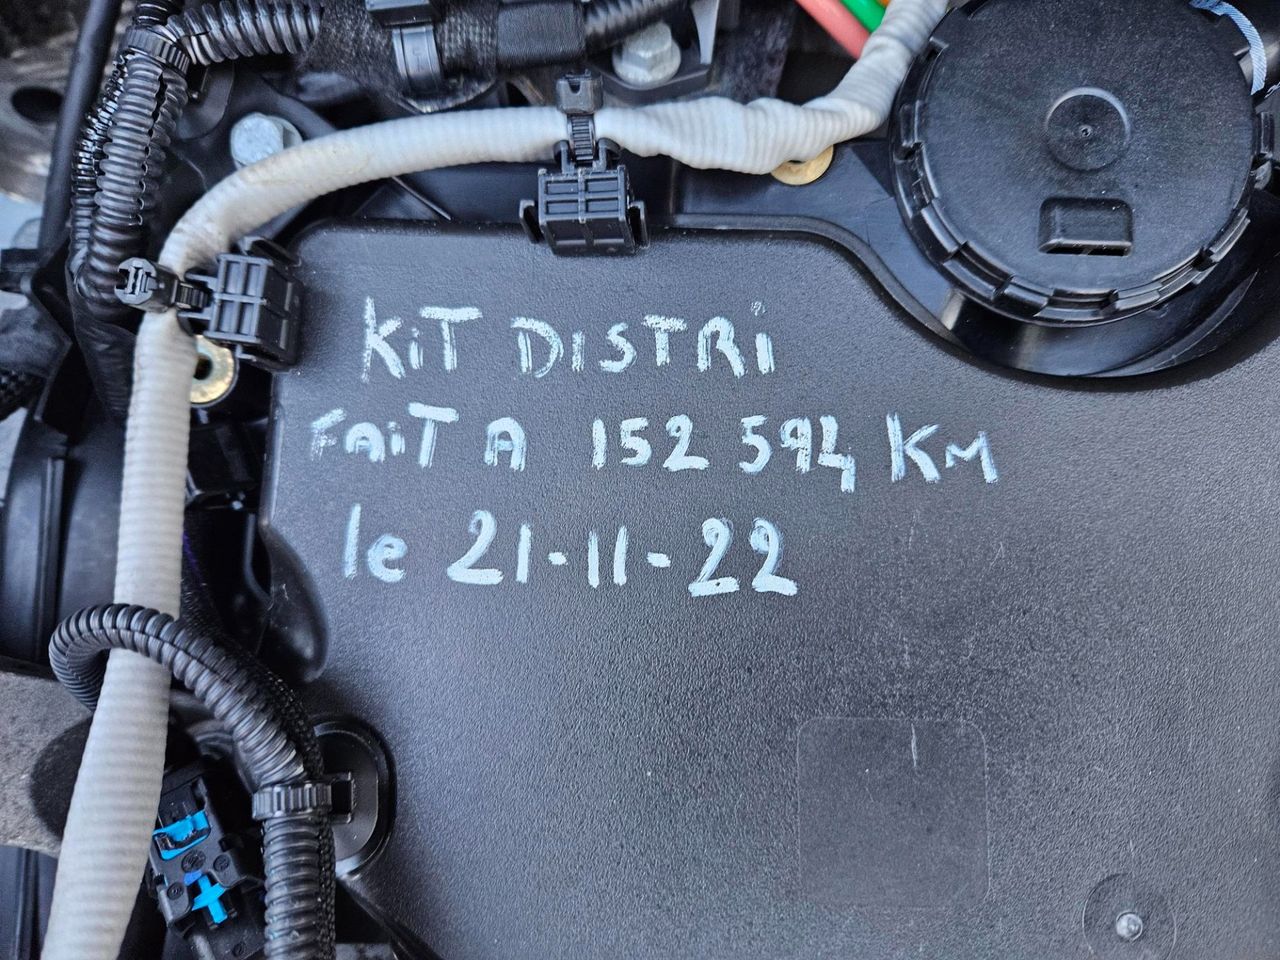 KiT DISTRi
FAiT A 152 594 KM
le 21-11-22